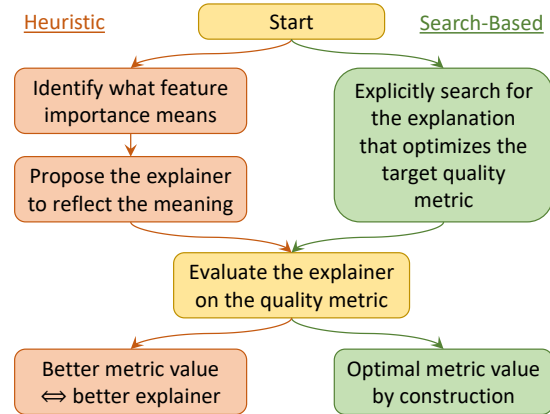 Heuristic
Start
Search-Based
Identify what feature
importance means
Propose the explainer
to reflect the meaning
Explicitly search for
the explanation
that optimizes the
target quality
metric
Evaluate the explainer
on the quality metric
Better metric value
⇔ better explainer
Optimal metric value
by construction